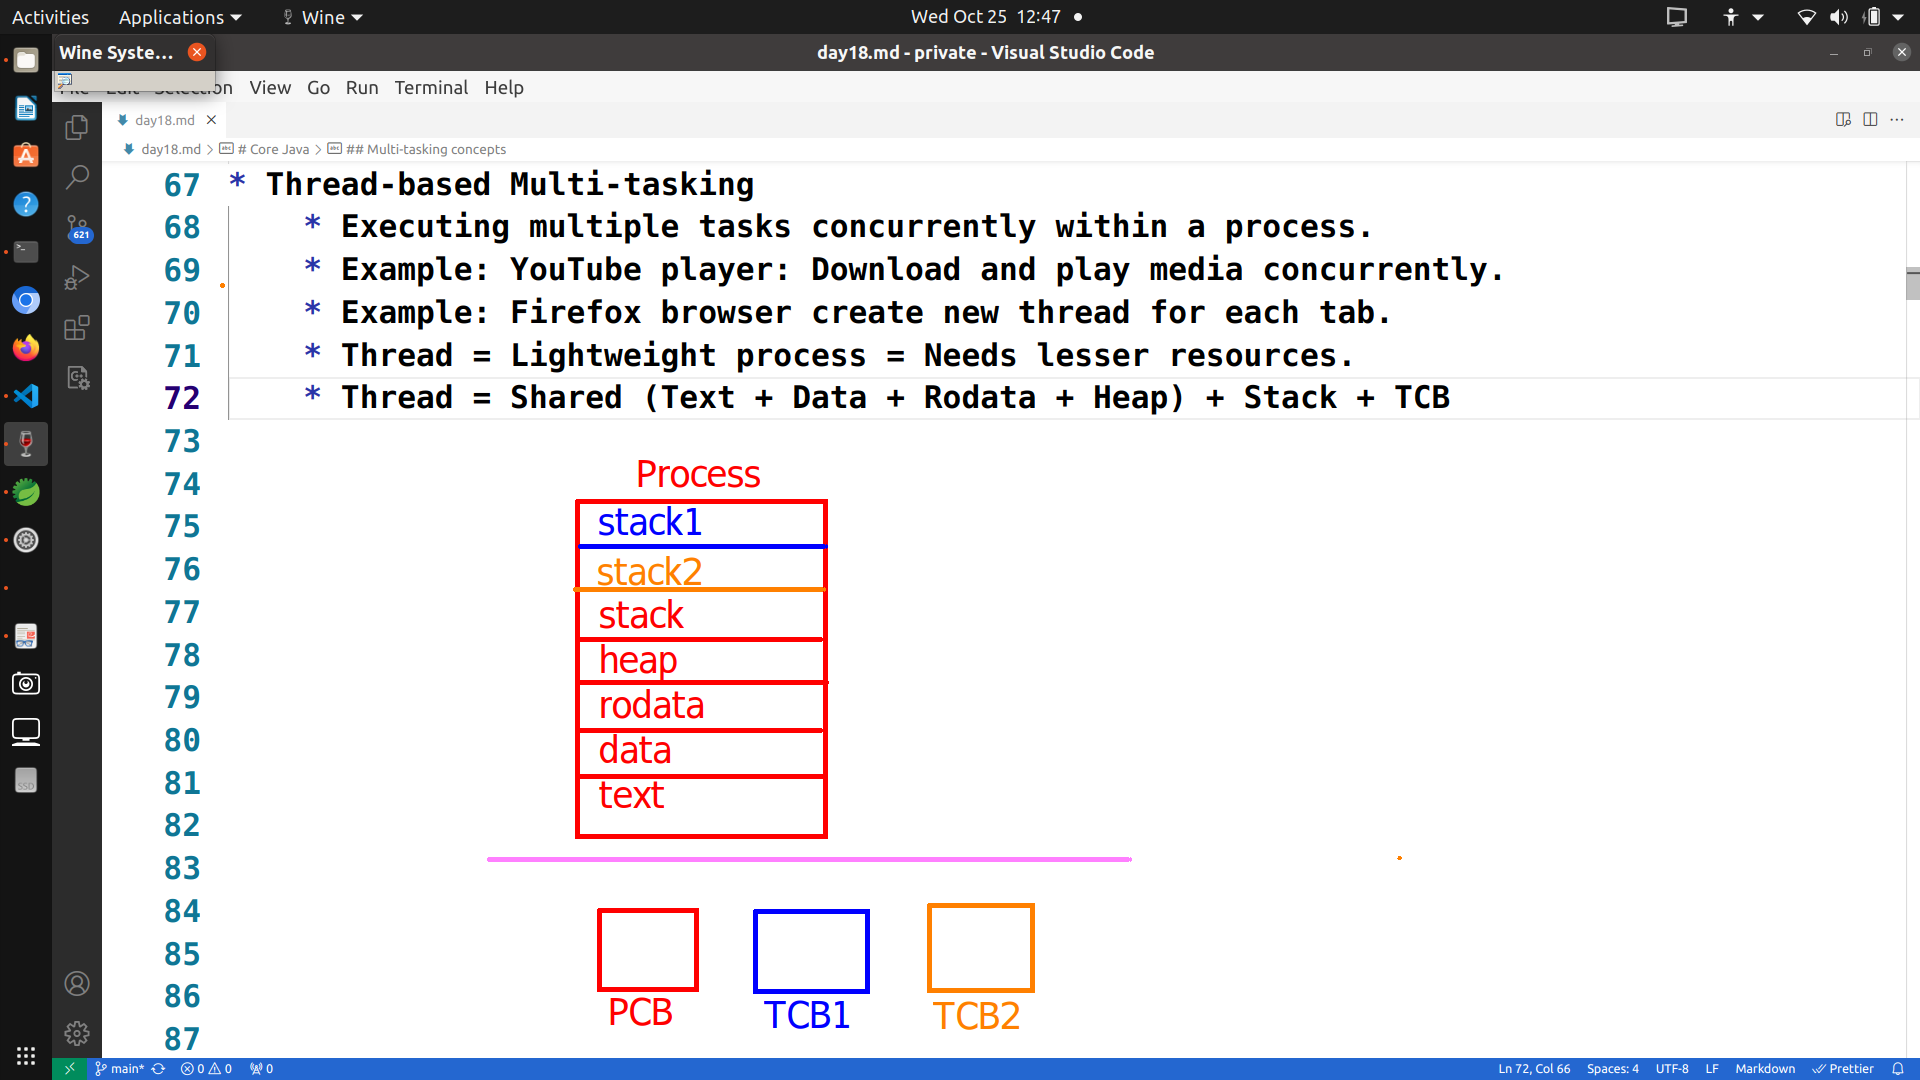 Activities Applications Wine Wed Oct 25 12:47
Wine Syste... day18.md - private - Visual Studio Code
File Edit Selection View Go Run Terminal Help
day18.md
day18.md > # Core Java > ## Multi-tasking concepts
67 * Thread-based Multi-tasking
68 * Executing multiple tasks concurrently within a process.
69 * Example: YouTube player: Download and play media concurrently.
70 * Example: Firefox browser create new thread for each tab.
71 * Thread = Lightweight process = Needs lesser resources.
72 * Thread = Shared (Text + Data + Rodata + Heap) + Stack + TCB
73
74 Process
75 stack1
76 stack2
77 stack
78 heap
79 rodata
80 data
81 text
82
83
84
85
86 PCB TCB1 TCB2
87
621
SSD
main* 0 0 0 Ln 72, Col 66 Spaces: 4 UTF-8 LF Markdown Prettier